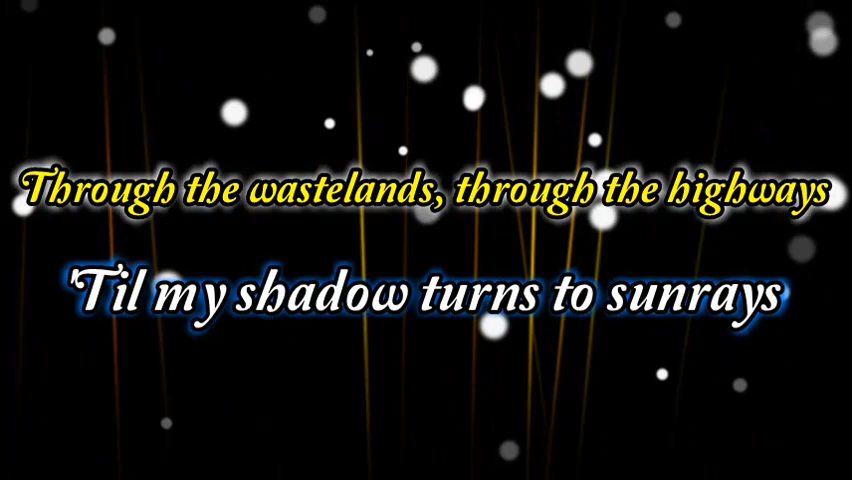 Through the wastelands, through the highways
'Til my shadow turns to sunrays